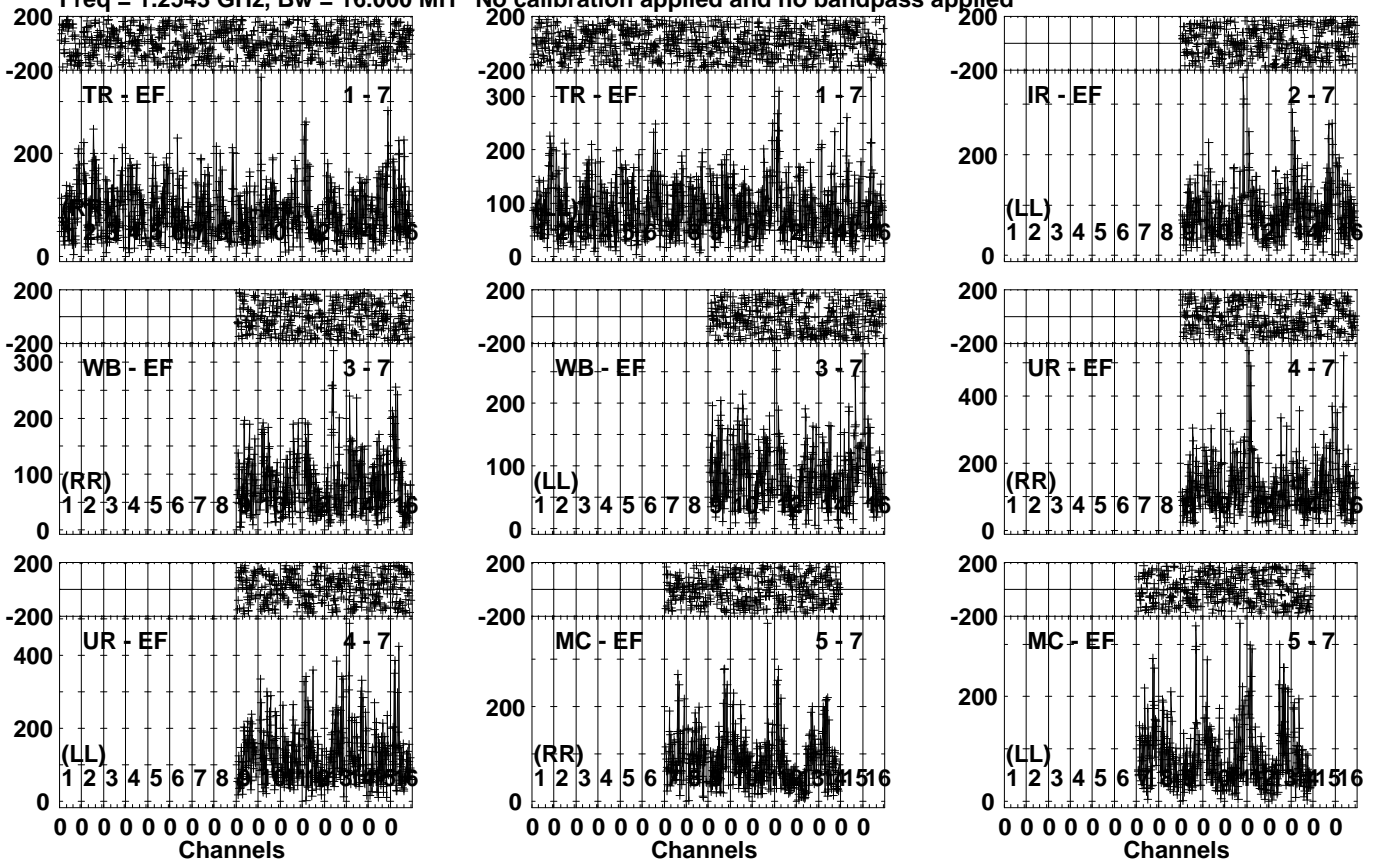 Freq = 1.2543 GHz, Bw = 16.000 MH No calibration applied and no bandpass applied
200
-200
TR - EF 1 - 7
200
0
200
-200
TR - EF 1 - 7
300
200
100
0
200
-200
IR - EF 2 - 7
200
(LL)
1 2 3 4 5 6 7 8
0
200
-200
WB - EF 3 - 7
300
200
100
(RR)
1 2 3 4 5 6 7 8
0
200
-200
WB - EF 3 - 7
200
100
(LL)
1 2 3 4 5 6 7 8
0
200
-200
UR - EF 4 - 7
400
200
(RR)
1 2 3 4 5 6 7 8
0
200
-200
UR - EF 4 - 7
400
200
(LL)
1 2 3 4 5 6 7 8
0
0 0 0 0 0 0 0 0 0 0 0 0 0 0 0 0
Channels
200
-200
MC - EF 5 - 7
200
(RR)
1 2 3 4 5 6 15 16
0
0 0 0 0 0 0 0 0 0 0 0 0 0 0 0 0
Channels
200
-200
MC - EF 5 - 7
200
(LL)
1 2 3 4 5 6 15 16
0
0 0 0 0 0 0 0 0 0 0 0 0 0 0 0 0
Channels